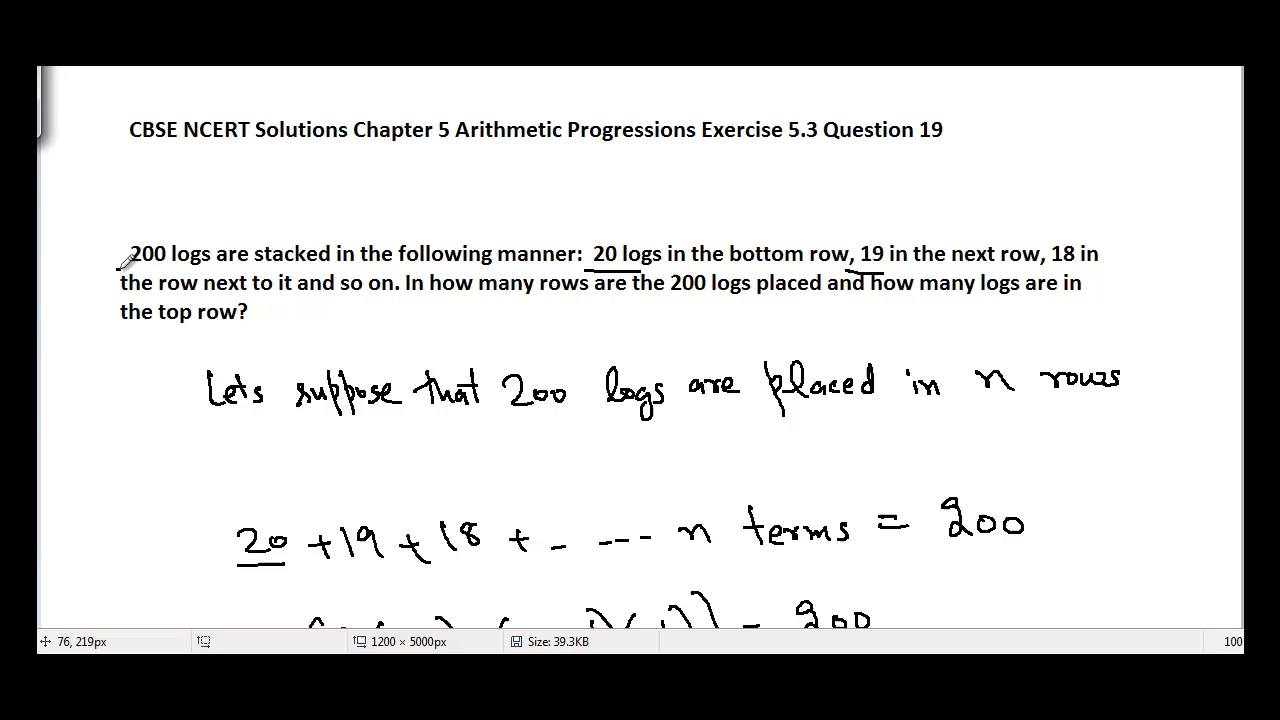 CBSE NCERT Solutions Chapter 5 Arithmetic Progressions Exercise 5.3 Question 19
200 logs are stacked in the following manner: 20 logs in the bottom row, 19 in the next row, 18 in
the row next to it and so on. In how many rows are the 200 logs placed and how many logs are in
the top row?
Lets suppose that 200 logs are placed in n rows
20 + 19 + 18 + - --- n terms = 200
= 200
76, 219px 1200 × 5000px Size: 39.3KB 100